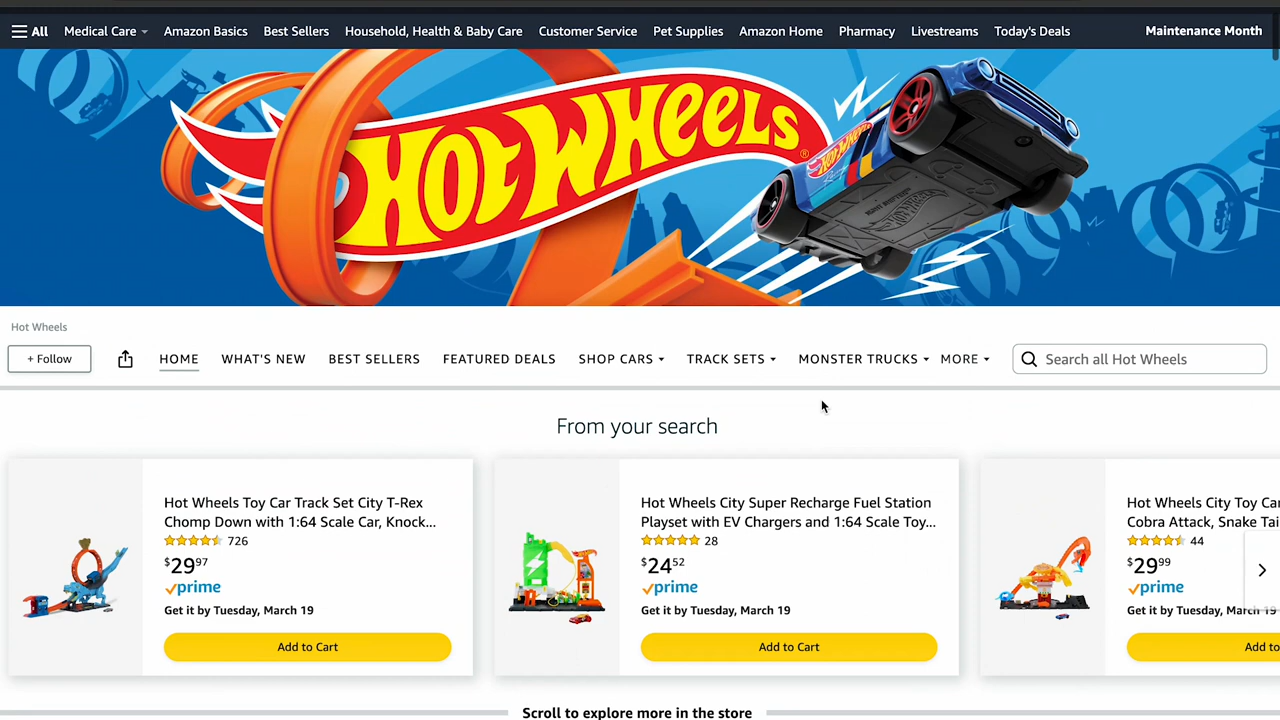 All
Medical Care
Amazon Basics
Best Sellers
Household, Health & Baby Care
Customer Service
Pet Supplies
Amazon Home
Pharmacy
Livestreams
Today's Deals
Maintenance Month
HOT WHEELS®
HOT WHEELS
HOT WHEELS
Hot Wheels
+ Follow
HOME
WHAT'S NEW
BEST SELLERS
FEATURED DEALS
SHOP CARS
TRACK SETS
MONSTER TRUCKS
MORE
Search all Hot Wheels
From your search
Hot Wheels Toy Car Track Set City T-Rex
Chomp Down with 1:64 Scale Car, Knock...
726
$29.97
prime
Get it by Tuesday, March 19
Add to Cart
Hot Wheels City Super Recharge Fuel Station
Playset with EV Chargers and 1:64 Scale Toy...
28
$24.52
prime
Get it by Tuesday, March 19
Add to Cart
Hot Wheels City Toy Car
Cobra Attack, Snake Tai
44
$29.99
prime
Get it by Tuesday, March 19
Add to
Scroll to explore more in the store